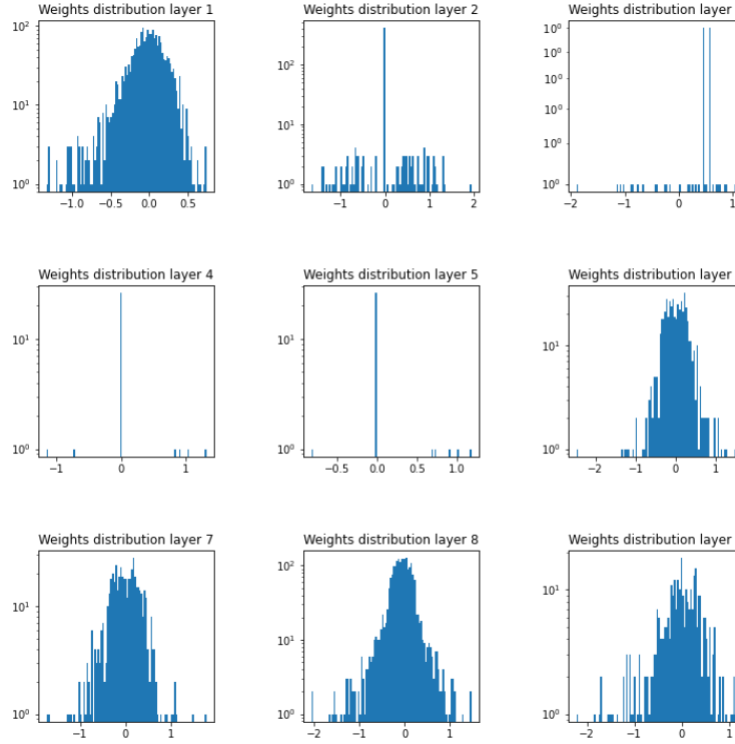 Weights distribution layer 1
Weights distribution layer 2
Weights distribution layer
10²
10¹
10⁰
−1.0 −0.5 0.0 0.5
10²
10¹
10⁰
−1 0 1 2
10⁰
10⁰
10⁰
10⁰
10⁰
10⁰
10⁰
−2 −1 0 1
Weights distribution layer 4
Weights distribution layer 5
Weights distribution layer
10¹
10⁰
−1 0 1
10¹
10⁰
−0.5 0.0 0.5 1.0
10¹
10⁰
−2 −1 0 1
Weights distribution layer 7
Weights distribution layer 8
Weights distribution layer
10¹
10⁰
−1 0 1
10²
10¹
10⁰
−2 −1 0 1
10¹
10⁰
−2 −1 0 1